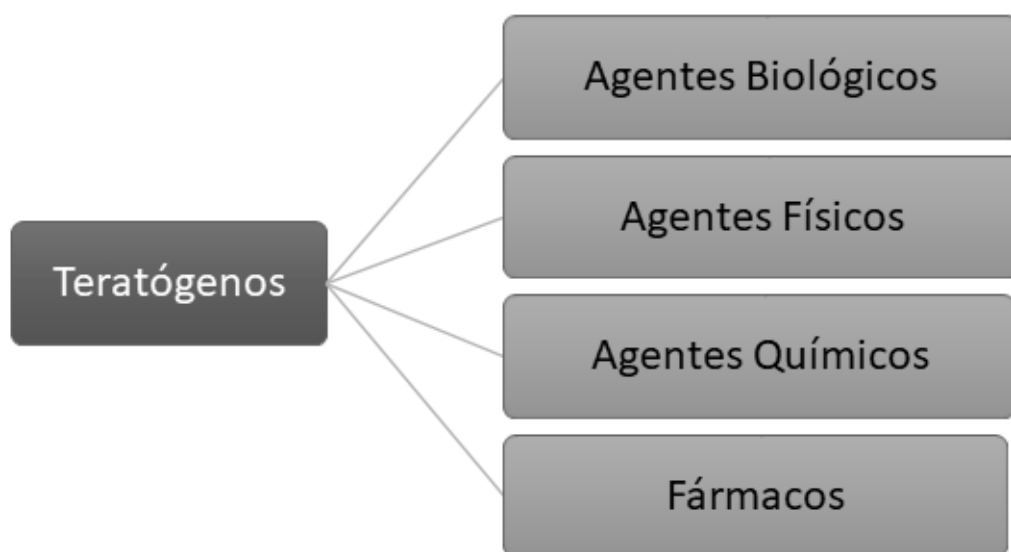 Teratógenos
Agentes Biológicos
Agentes Físicos
Agentes Químicos
Fármacos